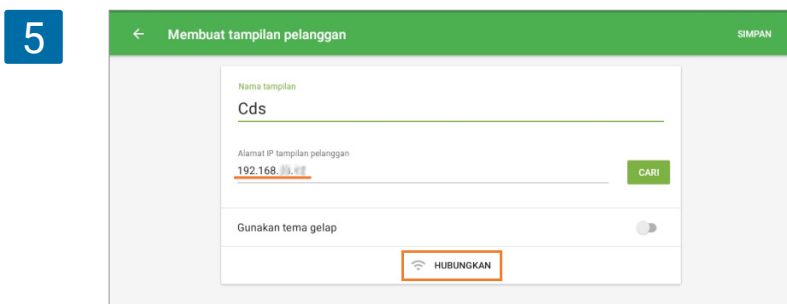 5
Membuat tampilan pelanggan
SIMPAN
Nama tampilan
Cds
Alamat IP tampilan pelanggan
192.168.
CARI
Gunakan tema gelap
HUBUNGKAN